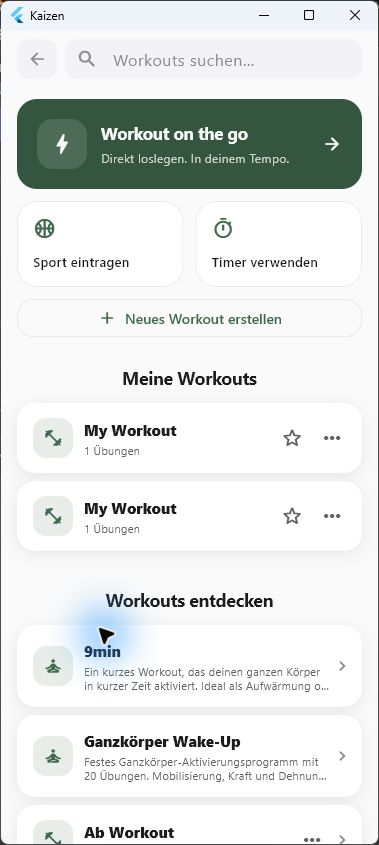 Kaizen
Workouts suchen...
Workout on the go
Direkt loslegen. In deinem Tempo.
Sport eintragen
Timer verwenden
Neues Workout erstellen
Meine Workouts
My Workout
1 Übungen
My Workout
1 Übungen
Workouts entdecken
9min
Ein kurzes Workout, das deinen ganzen Körper
in kurzer Zeit aktiviert. Ideal als Aufwärmung o...
Ganzkörper Wake-Up
Festes Ganzkörper-Aktivierungsprogramm mit
20 Übungen. Mobilisierung, Kraft und Dehnun...
Ab Workout